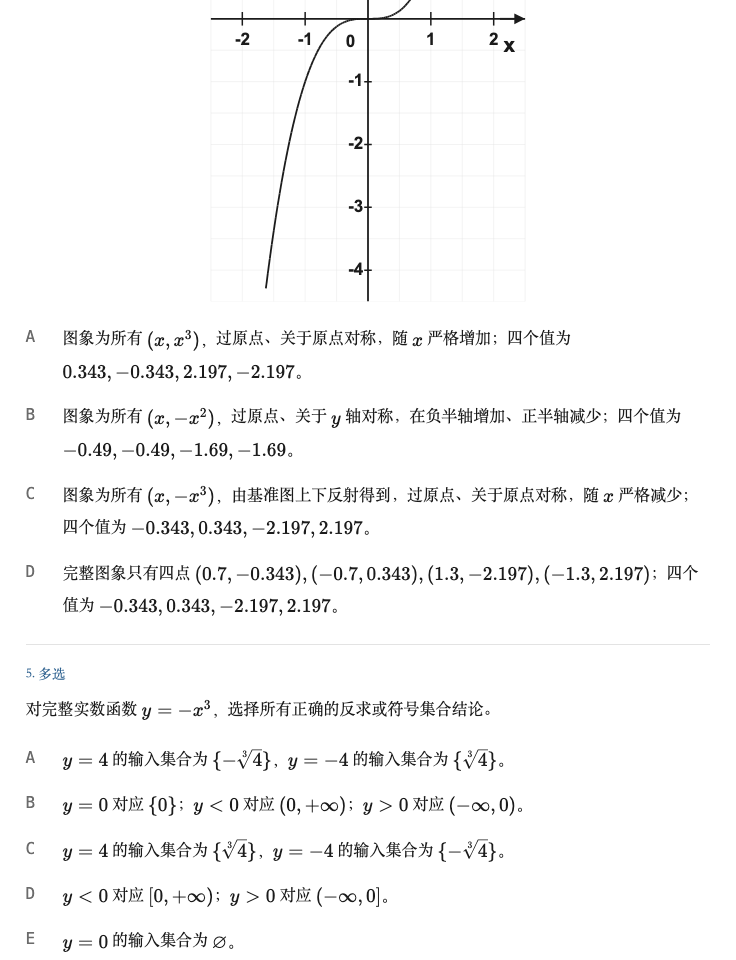 -2 -1 0 1 2 x
-1
-2
-3
-4
A 图象为所有 (x, x³)，过原点、关于原点对称，随 x 严格增加；四个值为
0.343, −0.343, 2.197, −2.197。
B 图象为所有 (x, −x²)，过原点、关于 y 轴对称，在负半轴增加、正半轴减少；四个值为
−0.49, −0.49, −1.69, −1.69。
C 图象为所有 (x, −x³)，由基准图上下反射得到，过原点、关于原点对称，随 x 严格减少；
四个值为 −0.343, 0.343, −2.197, 2.197。
D 完整图象只有四点 (0.7, −0.343), (−0.7, 0.343), (1.3, −2.197), (−1.3, 2.197)；四个
值为 −0.343, 0.343, −2.197, 2.197。
5. 多选
对完整实数函数 y = −x³，选择所有正确的反求或符号集合结论。
A y = 4 的输入集合为 {−∛4}，y = −4 的输入集合为 {∛4}。
B y = 0 对应 {0}；y < 0 对应 (0, +∞)；y > 0 对应 (−∞, 0)。
C y = 4 的输入集合为 {∛4}，y = −4 的输入集合为 {−∛4}。
D y < 0 对应 [0, +∞)；y > 0 对应 (−∞, 0]。
E y = 0 的输入集合为 ∅。